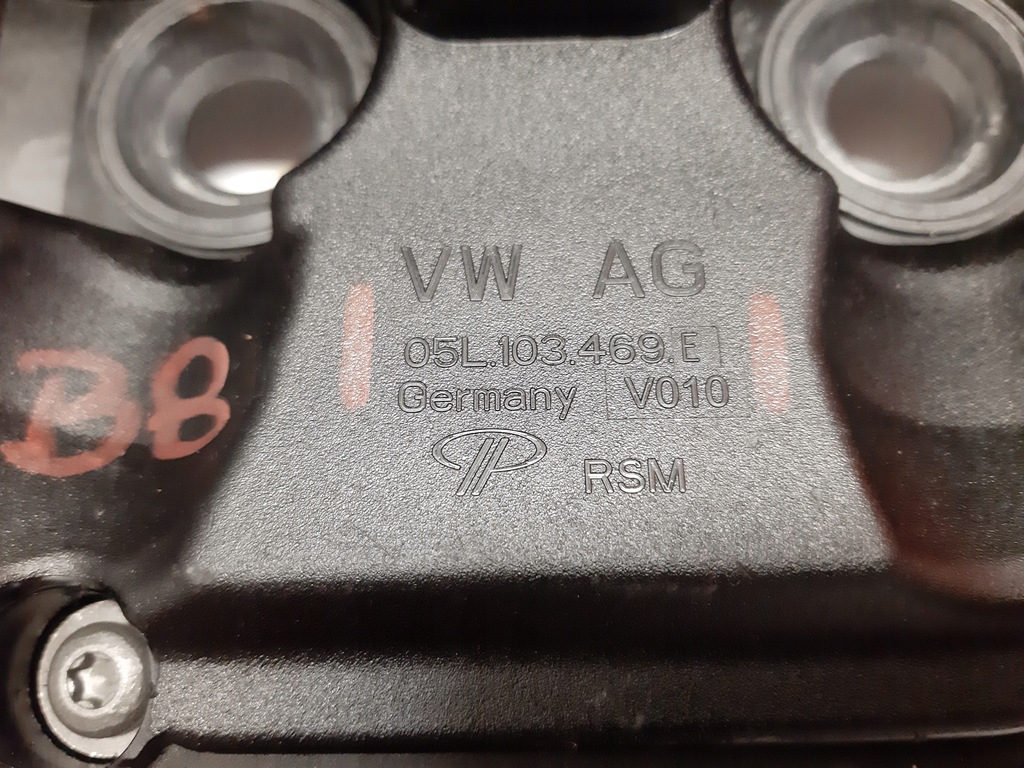 VW AG
05L.103.469.E
Germany V010
RSM
B8